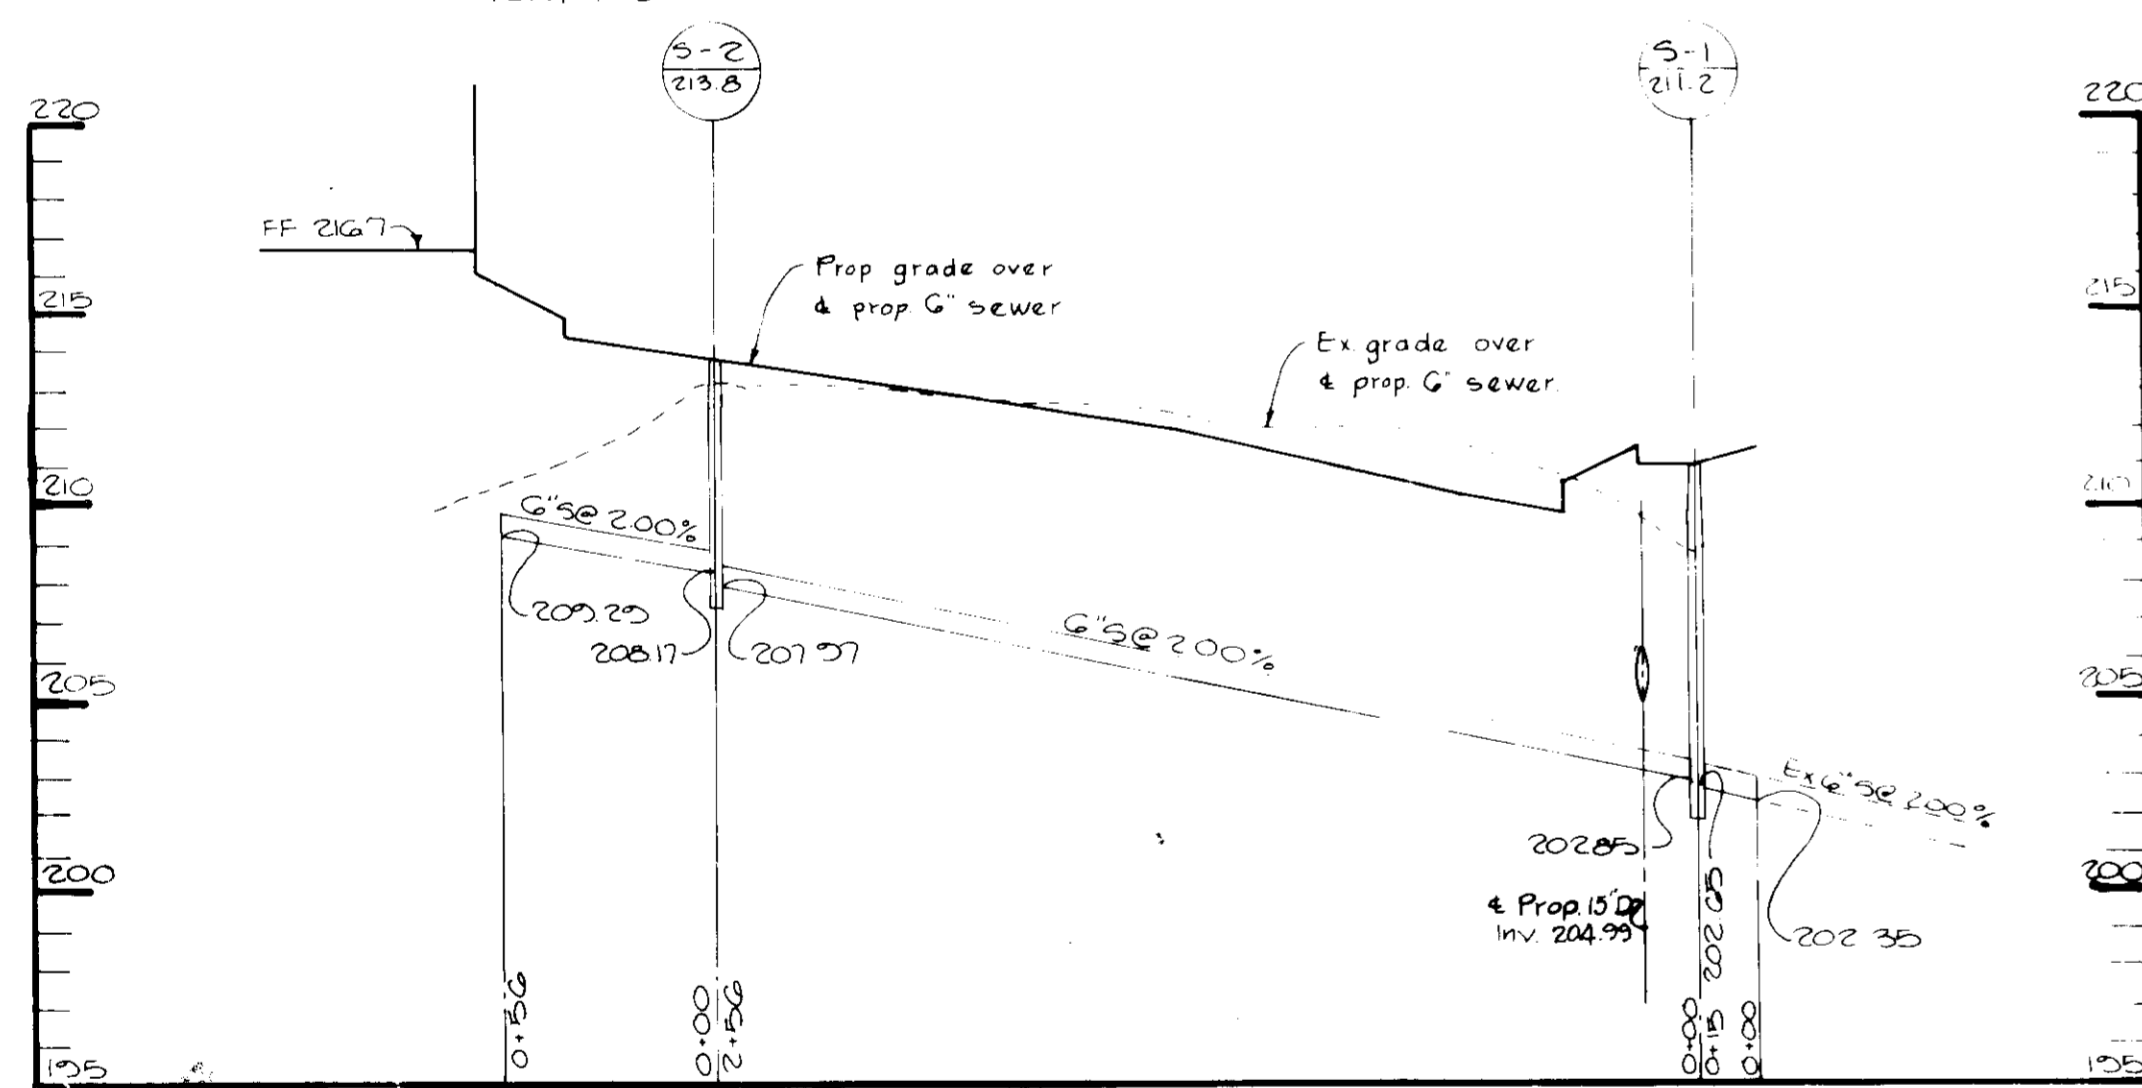 S-2
213.8
S-1
211.2
220
220
FF 216.7
Prop grade over
℄ prop. 6" sewer
215
215
Ex. grade over
℄ prop. 6" sewer
210
210
6"S@ 2.00%
209.29
208.17
207.97
6"S@ 2.00%
205
205
Ex 6"S@ 2.00%
202.85
200
200
℄ Prop. 15"D
Inv. 204.99
202.65
202.35
0+56
0+00
2+56
0+00
0+15
0+00
195
195